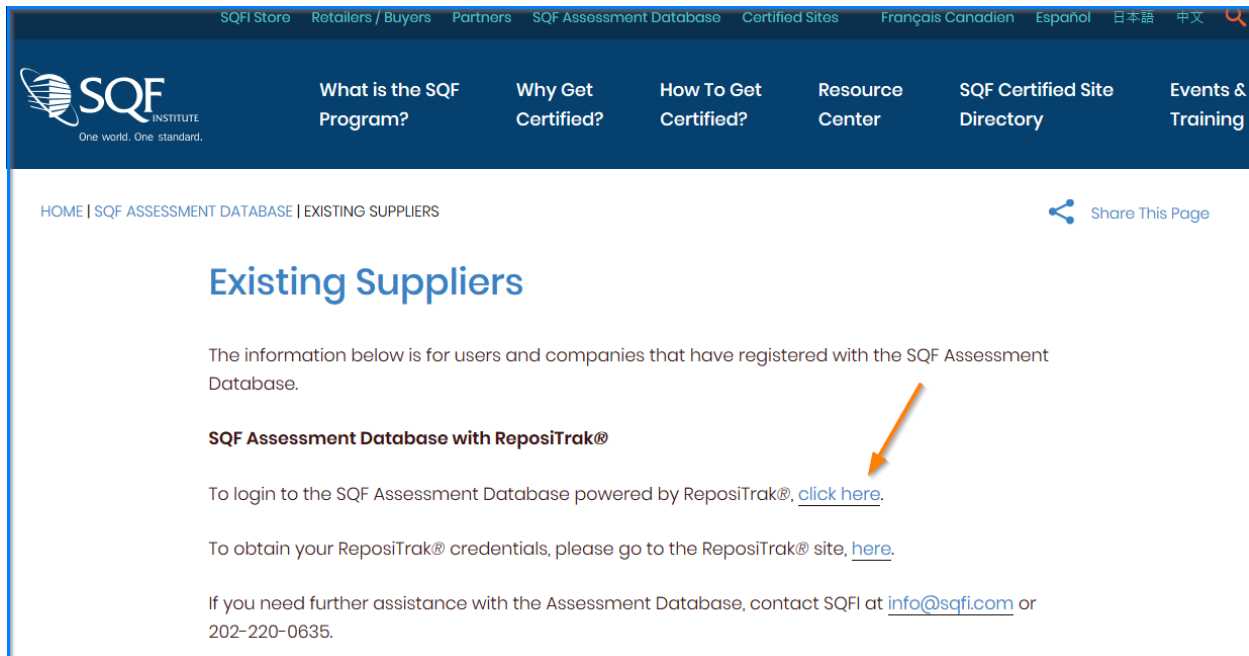 SQFI Store Retailers / Buyers Partners SQF Assessment Database Certified Sites Français Canadien Español 日本語 中文
SQF
INSTITUTE
One world. One standard.
What is the SQF
Program?
Why Get
Certified?
How To Get
Certified?
Resource
Center
SQF Certified Site
Directory
Events &
Training
HOME | SQF ASSESSMENT DATABASE | EXISTING SUPPLIERS
Share This Page
Existing Suppliers
The information below is for users and companies that have registered with the SQF Assessment
Database.
SQF Assessment Database with ReposiTrak®
To login to the SQF Assessment Database powered by ReposiTrak®, click here.
To obtain your ReposiTrak® credentials, please go to the ReposiTrak® site, here.
If you need further assistance with the Assessment Database, contact SQFI at info@sqfi.com or
202-220-0635.